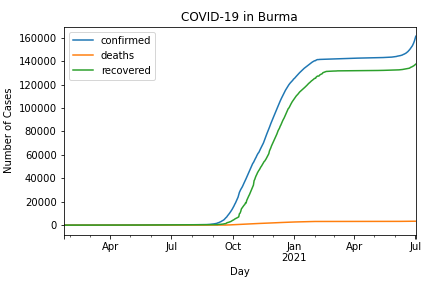 COVID-19 in Burma
confirmed
deaths
recovered
Number of Cases
160000
140000
120000
100000
80000
60000
40000
20000
0
Apr
Jul
Oct
Jan
2021
Apr
Jul
Day